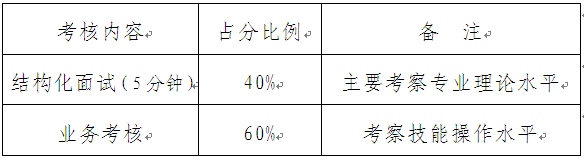 考核内容 占分比例 备 注
结构化面试(5分钟) 40% 主要考察专业理论水平
业务考核 60% 考察技能操作水平